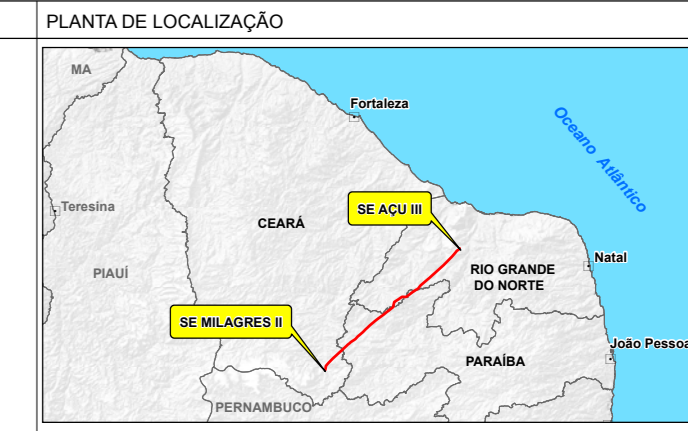 PLANTA DE LOCALIZAÇÃO
MA
Fortaleza
Oceano Atlântico
Teresina
CEARÁ
SE AÇU III
PIAUÍ
Natal
RIO GRANDE
DO NORTE
SE MILAGRES II
João Pessoa
PARAÍBA
PERNAMBUCO